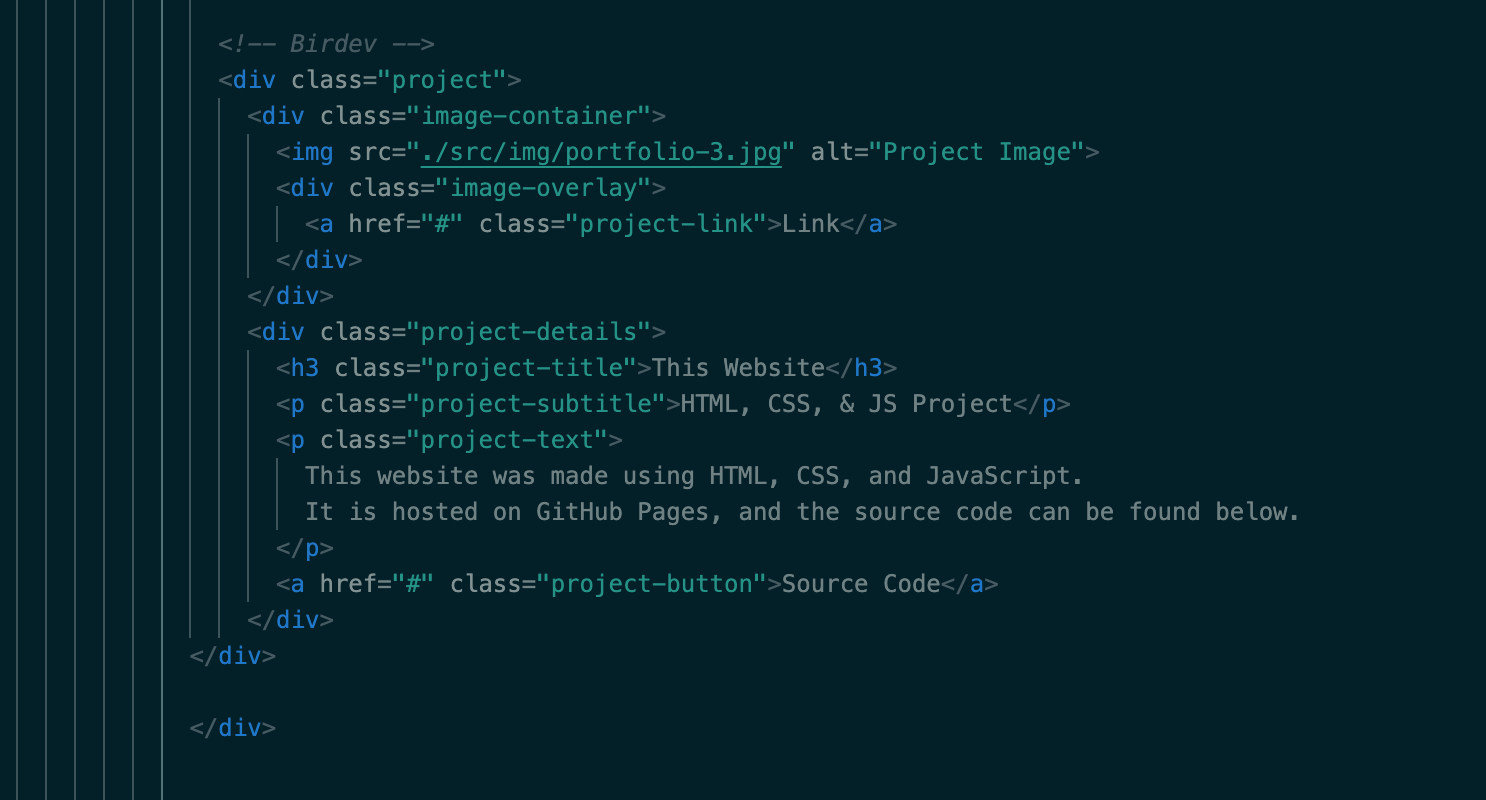 <!-- Birdev -->
<div class="project">
<div class="image-container">
<img src="./src/img/portfolio-3.jpg" alt="Project Image">
<div class="image-overlay">
<a href="#" class="project-link">Link</a>
</div>
</div>
<div class="project-details">
<h3 class="project-title">This Website</h3>
<p class="project-subtitle">HTML, CSS, & JS Project</p>
<p class="project-text">
This website was made using HTML, CSS, and JavaScript.
It is hosted on GitHub Pages, and the source code can be found below.
</p>
<a href="#" class="project-button">Source Code</a>
</div>
</div>
</div>